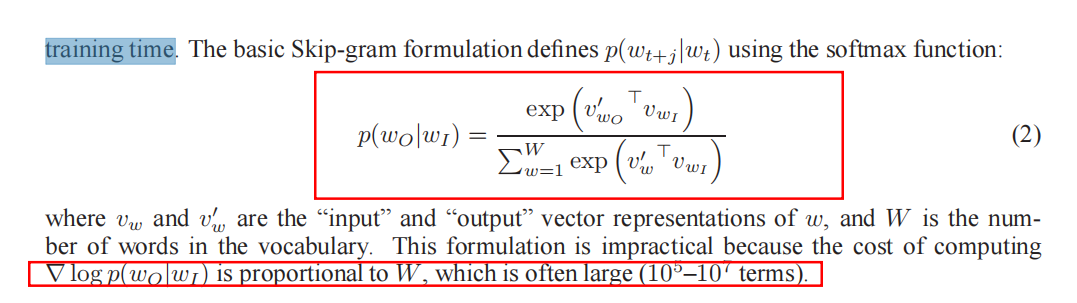 training time. The basic Skip-gram formulation defines p(w_{t+j}|w_t) using the softmax function:
p(w_O|w_I) = \frac{\exp\left({v'_{w_O}}^\top v_{w_I}\right)}{\sum_{w=1}^{W} \exp\left({v'_w}^\top v_{w_I}\right)} (2)
where v_w and v'_w are the “input” and “output” vector representations of w, and W is the num-
ber of words in the vocabulary. This formulation is impractical because the cost of computing
∇ log p(w_O|w_I) is proportional to W, which is often large (10^5–10^7 terms).